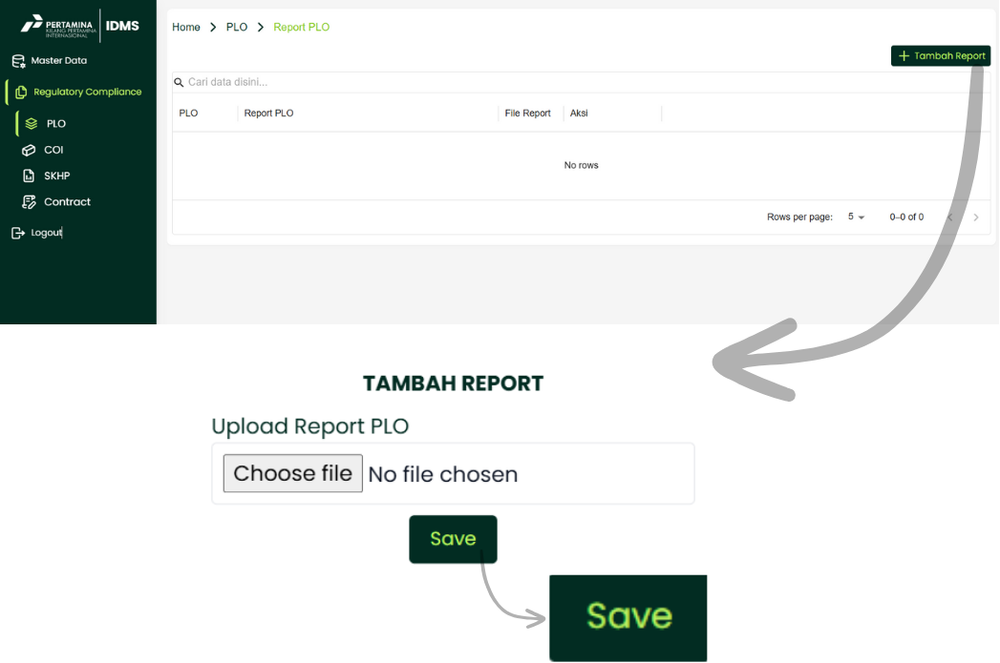 PERTAMINA
KILANG PERTAMINA
INTERNASIONAL
IDMS
Master Data
Regulatory Compliance
PLO
COI
SKHP
Contract
Logout
Home > PLO > Report PLO
+ Tambah Report
Cari data disini...
PLO Report PLO File Report Aksi
No rows
Rows per page: 5 0–0 of 0 < >
TAMBAH REPORT
Upload Report PLO
Choose file No file chosen
Save
Save